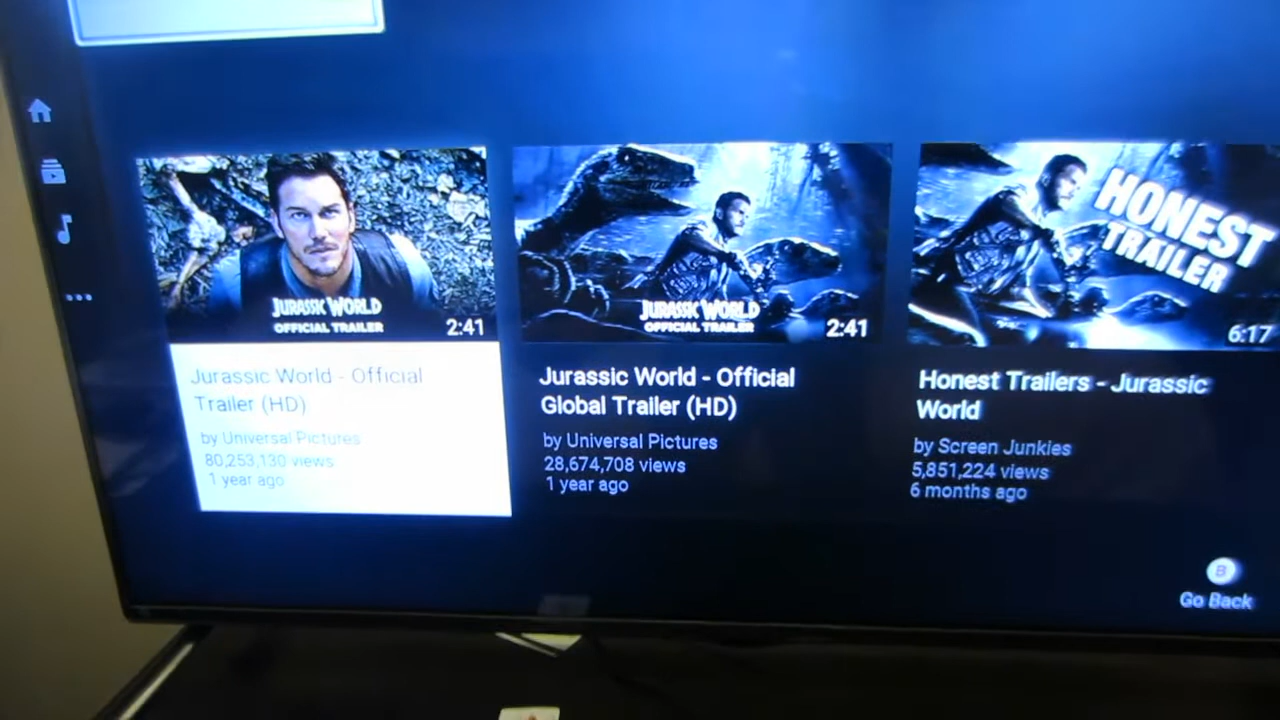 JURASSIC WORLD
OFFICIAL TRAILER
2:41
Jurassic World - Official
Trailer (HD)
by Universal Pictures
80,253,130 views
1 year ago
JURASSIC WORLD
OFFICIAL TRAILER
2:41
Jurassic World - Official
Global Trailer (HD)
by Universal Pictures
28,674,708 views
1 year ago
HONEST
TRAILER
6:17
Honest Trailers - Jurassic
World
by Screen Junkies
5,851,224 views
6 months ago
B
Go Back